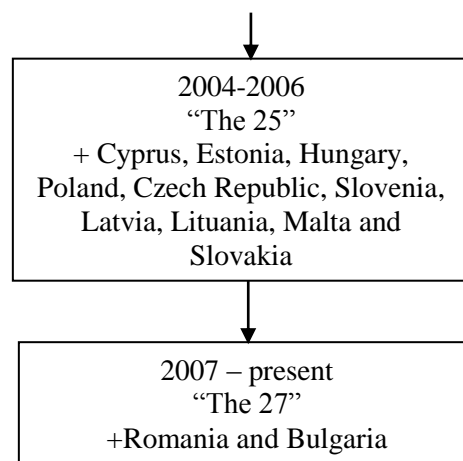 2004-2006
“The 25”
+ Cyprus, Estonia, Hungary,
Poland, Czech Republic, Slovenia,
Latvia, Lituania, Malta and
Slovakia
2007 – present
“The 27”
+Romania and Bulgaria